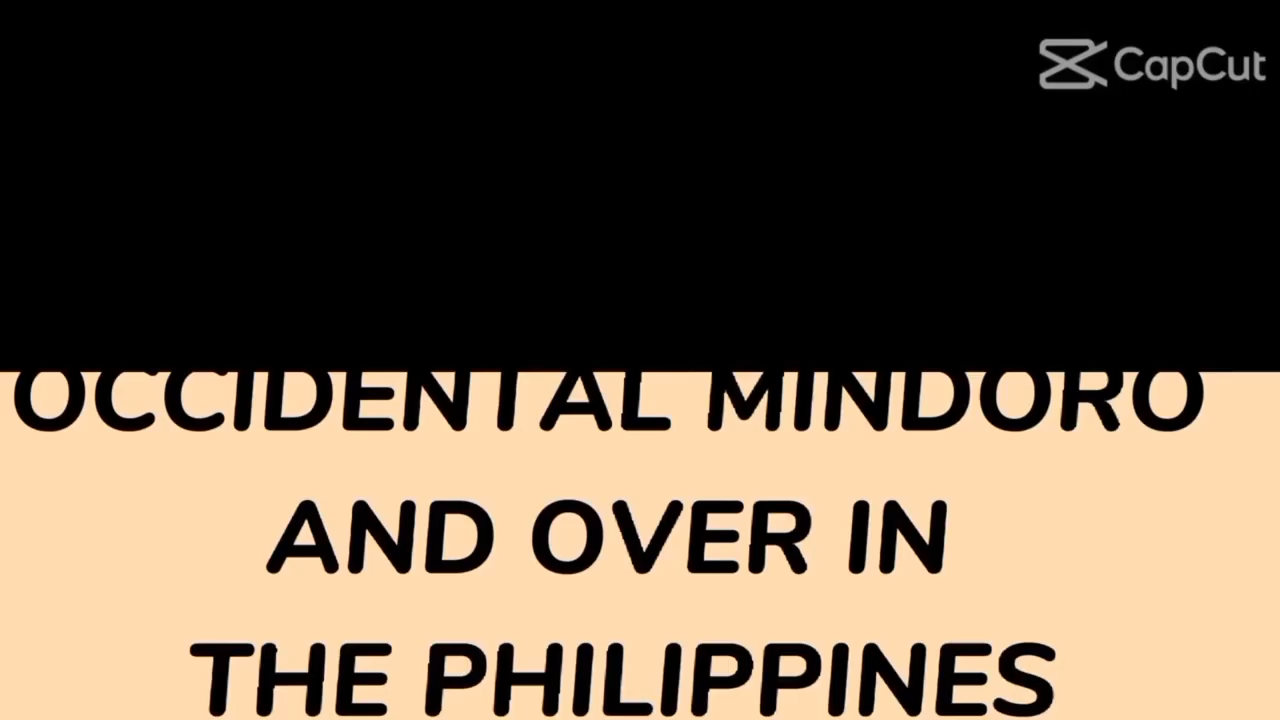 CapCut
OCCIDENTAL MINDORO
AND OVER IN
THE PHILIPPINES